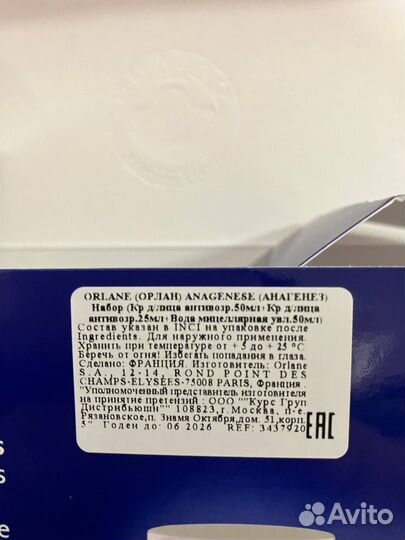 ORLANE (ОРЛАН) ANAGENESE (АНАГЕНЕЗ)
Набор (Кр д/лица антивозр.50мл+Кр д/лица
антивозр.25мл+ Вода мицеллярная увл.50мл)
Состав указан в INCI на упаковке после
Ingredients. Для наружного применения.
Хранить при температуре от + 5 до + 25 °С.
Беречь от огня! Избегать попадания в глаза.
Сделано: ФРАНЦИЯ. Изготовитель: Orlane
S.A., 12-14, ROND POINT DES
CHAMPS-ELYSEES-75008 PARIS, Франция .
"Уполномоченный представитель изготовителя
на принятие претензий : ООО ""Курс Груп
Дистрибьюшн"" 108823,г.Москва, п-е.
Рязановское,п. Знамя Октября,дом. 51,корп.
5" Годен до: 06.2026 REF: 3437920
EAC
s
s
e
Avito